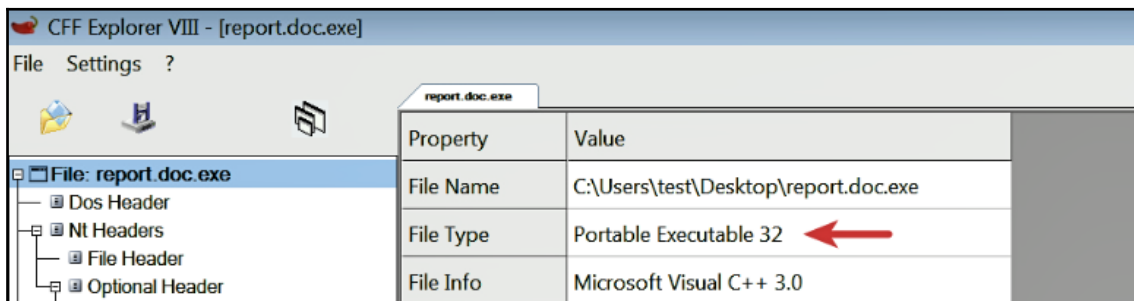 CFF Explorer VIII - [report.doc.exe]
File Settings ?
report.doc.exe
Property Value
File: report.doc.exe
Dos Header
Nt Headers
File Header
Optional Header
File Name C:\Users\test\Desktop\report.doc.exe
File Type Portable Executable 32
File Info Microsoft Visual C++ 3.0